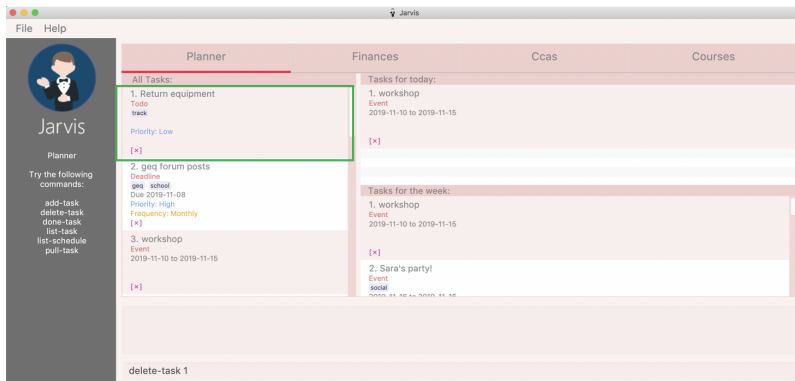 Jarvis
File Help
Planner Finances Ccas Courses
Jarvis
Planner
Try the following
commands:
add-task
delete-task
done-task
list-task
list-schedule
pull-task
All Tasks:
1. Return equipment
Todo
track
Priority: Low
[×]
2. geq forum posts
Deadline
geq school
Due 2019-11-08
Priority: High
Frequency: Monthly
[×]
3. workshop
Event
2019-11-10 to 2019-11-15
[×]
Tasks for today:
1. workshop
Event
2019-11-10 to 2019-11-15
[×]
Tasks for the week:
1. workshop
Event
2019-11-10 to 2019-11-15
[×]
2. Sara's party!
Event
social
delete-task 1